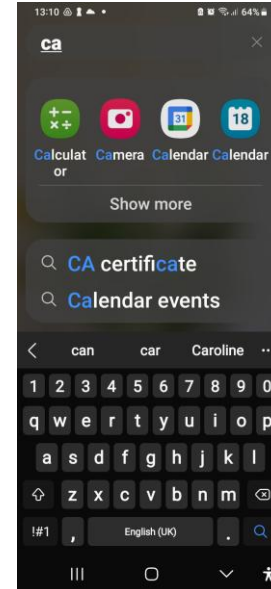 13:10
64%
ca
31
18
Calculat
or
Camera
Calendar
Calendar
Show more
CA certificate
Calendar events
can car Caroline
1 2 3 4 5 6 7 8 9 0
q w e r t y u i o p
a s d f g h j k l
z x c v b n m
!#1 , English (UK) .